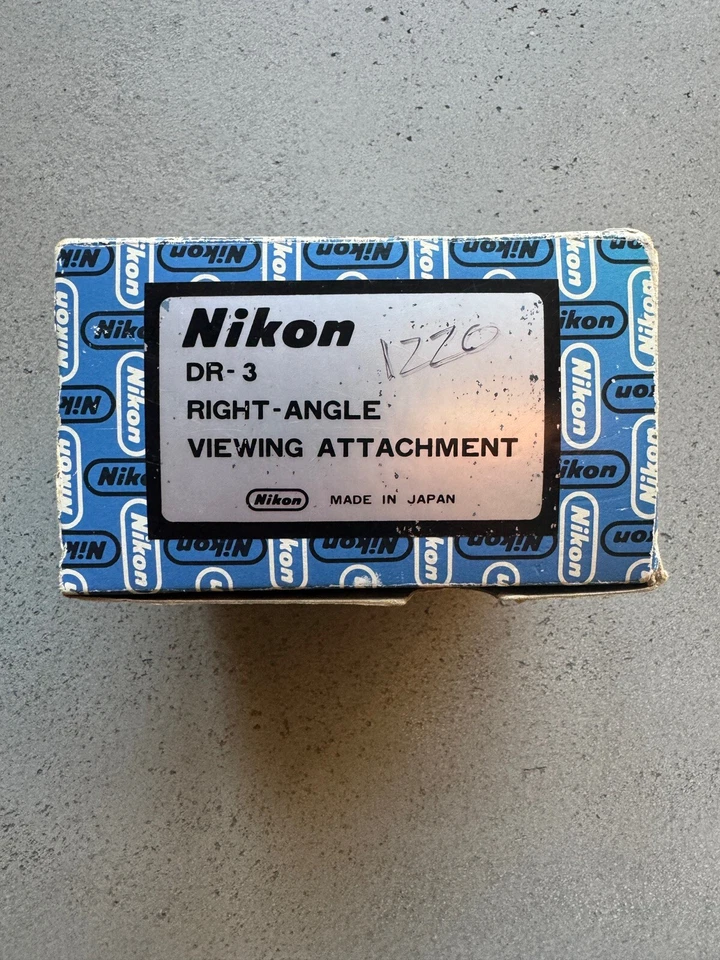 Nikon
1220
DR-3
RIGHT-ANGLE
VIEWING ATTACHMENT
Nikon MADE IN JAPAN